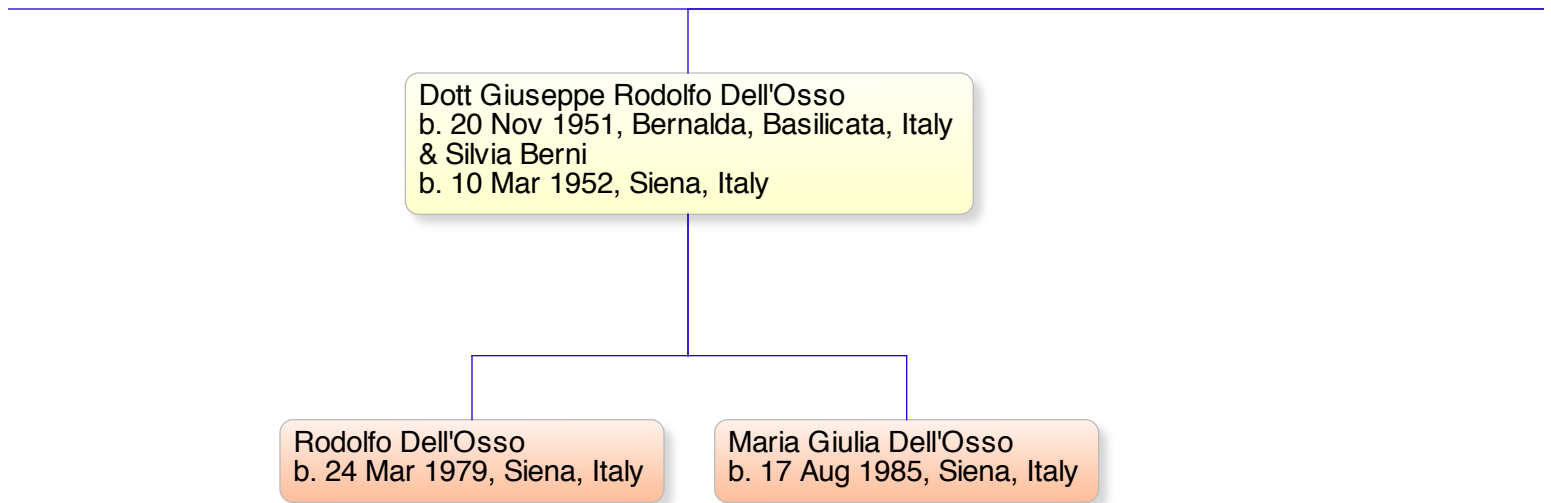 Dott Giuseppe Rodolfo Dell'Osso
b. 20 Nov 1951, Bernalda, Basilicata, Italy
& Silvia Berni
b. 10 Mar 1952, Siena, Italy
Rodolfo Dell'Osso
b. 24 Mar 1979, Siena, Italy
Maria Giulia Dell'Osso
b. 17 Aug 1985, Siena, Italy